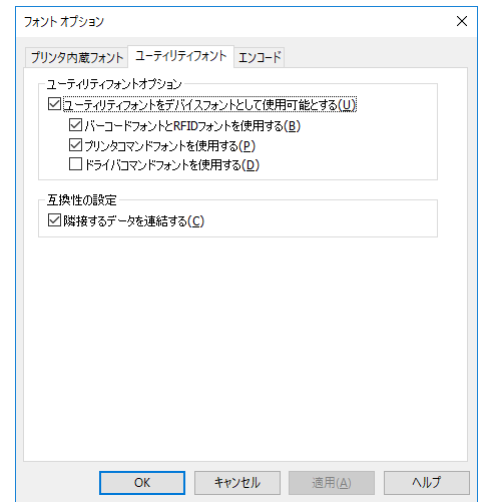 フォント オプション
プリンタ内蔵フォント ユーティリティフォント エンコード
ユーティリティフォントオプション
ユーティリティフォントをデバイスフォントとして使用可能とする(U)
バーコードフォントとRFIDフォントを使用する(B)
プリンタコマンドフォントを使用する(P)
ドライバコマンドフォントを使用する(D)
互換性の設定
隣接するデータを連結する(C)
OK キャンセル 適用(A) ヘルプ